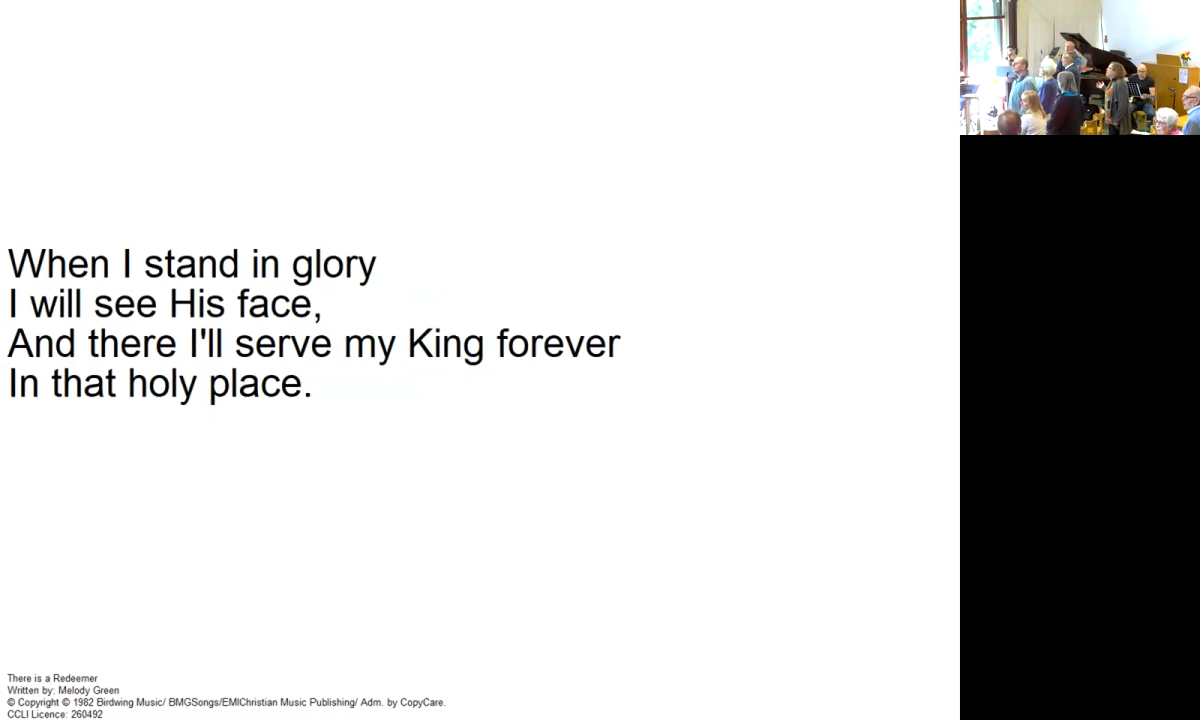 When I stand in glory
I will see His face,
And there I'll serve my King forever
In that holy place.
There is a Redeemer
Written by: Melody Green
© Copyright © 1982 Birdwing Music/ BMGSongs/EMIChristian Music Publishing/ Adm. by CopyCare.
CCLI Licence: 260492